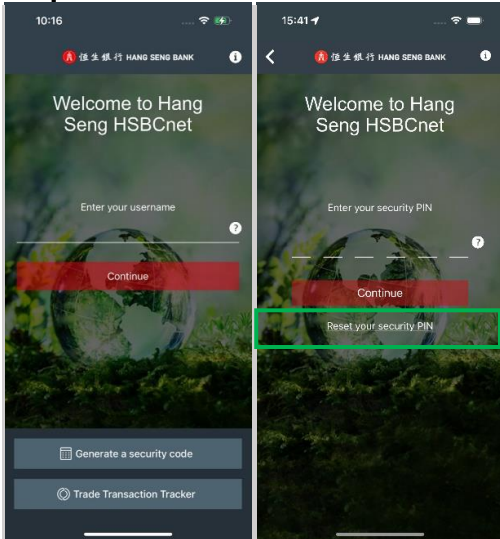 10:16
恒生銀行 HANG SENG BANK
Welcome to Hang
Seng HSBCnet
Enter your username
?
Continue
Generate a security code
Trade Transaction Tracker
15:41
恒生銀行 HANG SENG BANK
Welcome to Hang
Seng HSBCnet
Enter your security PIN
?
Continue
Reset your security PIN